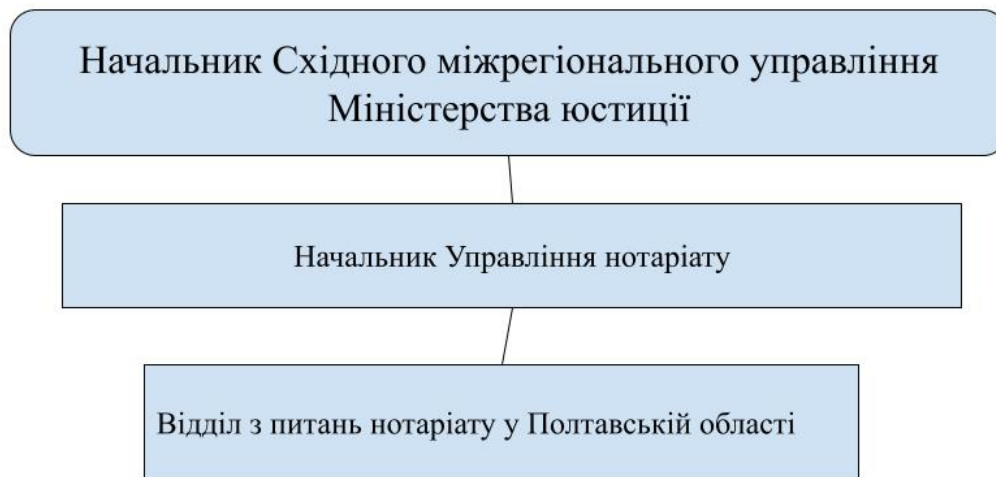 Начальник Східного міжрегіонального управління
Міністерства юстиції
Начальник Управління нотаріату
Відділ з питань нотаріату у Полтавській області